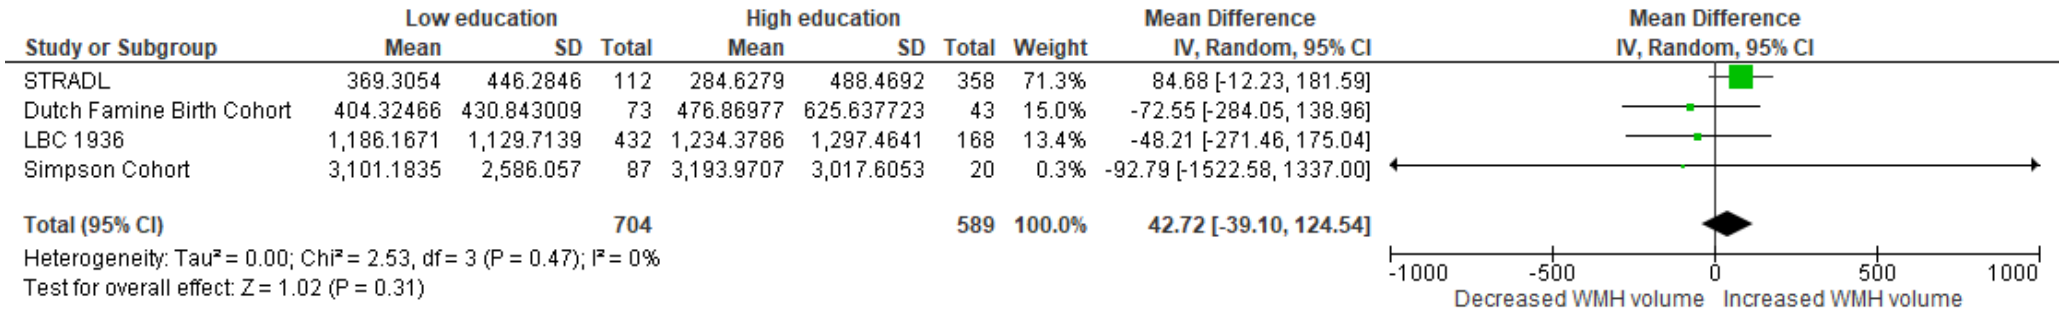 Low education High education Mean Difference Mean Difference
Study or Subgroup Mean SD Total Mean SD Total Weight IV, Random, 95% CI IV, Random, 95% CI
STRADL 369.3054 446.2846 112 284.6279 488.4692 358 71.3% 84.68 [-12.23, 181.59]
Dutch Famine Birth Cohort 404.32466 430.843009 73 476.86977 625.637723 43 15.0% -72.55 [-284.05, 138.96]
LBC 1936 1,186.1671 1,129.7139 432 1,234.3786 1,297.4641 168 13.4% -48.21 [-271.46, 175.04]
Simpson Cohort 3,101.1835 2,586.057 87 3,193.9707 3,017.6053 20 0.3% -92.79 [-1522.58, 1337.00]
Total (95% CI) 704 589 100.0% 42.72 [-39.10, 124.54]
Heterogeneity: Tau² = 0.00; Chi² = 2.53, df = 3 (P = 0.47); I² = 0%
Test for overall effect: Z = 1.02 (P = 0.31)
-1000 -500 0 500 1000
Decreased WMH volume Increased WMH volume